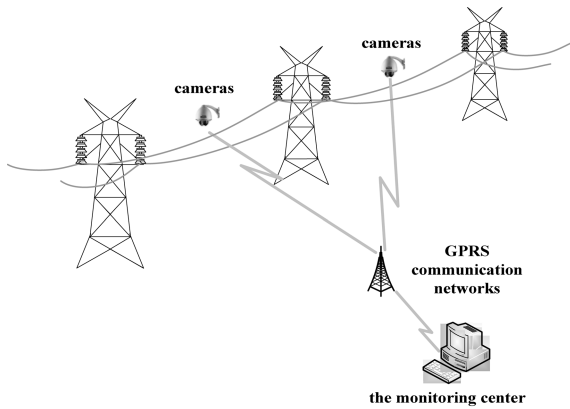 cameras
cameras
GPRS
communication
networks
the monitoring center